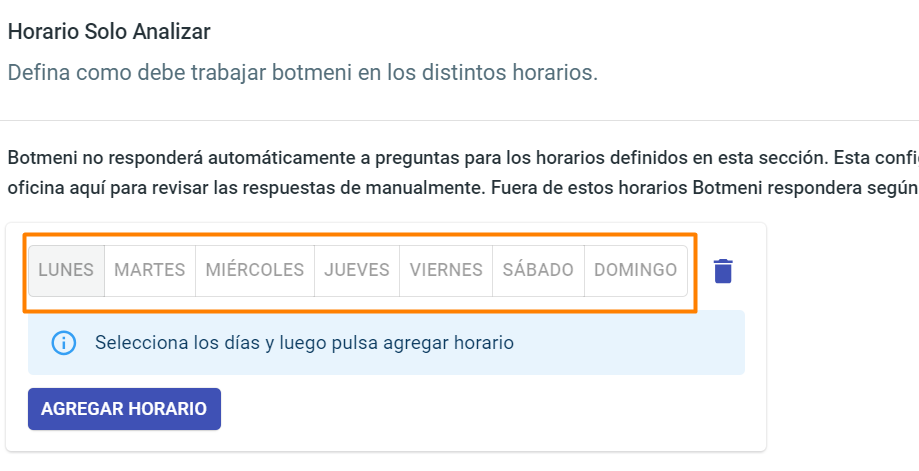 Horario Solo Analizar
Defina como debe trabajar botmeni en los distintos horarios.
Botmeni no responderá automáticamente a preguntas para los horarios definidos en esta sección. Esta confi
oficina aquí para revisar las respuestas de manualmente. Fuera de estos horarios Botmeni respondera según
LUNES MARTES MIÉRCOLES JUEVES VIERNES SÁBADO DOMINGO
Selecciona los días y luego pulsa agregar horario
AGREGAR HORARIO